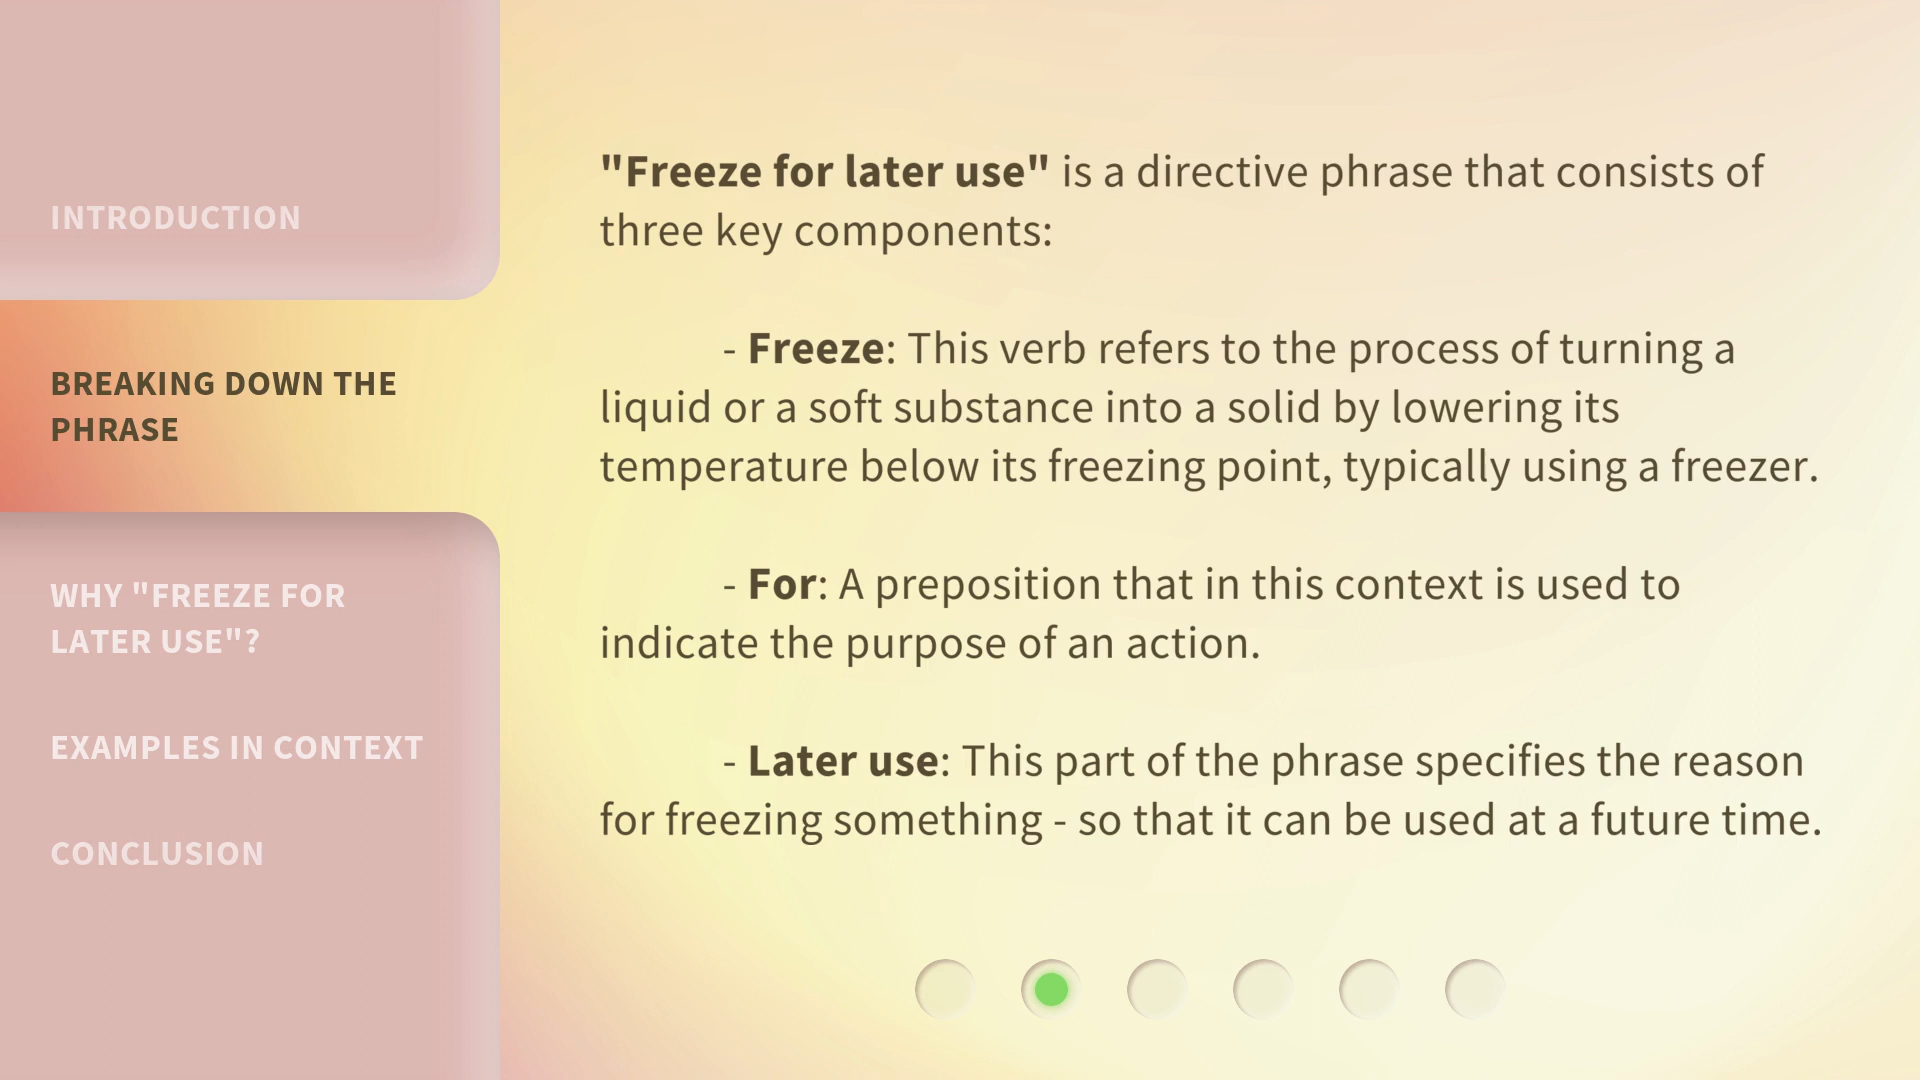 INTRODUCTION
BREAKING DOWN THE
PHRASE
WHY "FREEZE FOR
LATER USE"?
EXAMPLES IN CONTEXT
CONCLUSION
"Freeze for later use" is a directive phrase that consists of
three key components:
- Freeze: This verb refers to the process of turning a
liquid or a soft substance into a solid by lowering its
temperature below its freezing point, typically using a freezer.
- For: A preposition that in this context is used to
indicate the purpose of an action.
- Later use: This part of the phrase specifies the reason
for freezing something - so that it can be used at a future time.